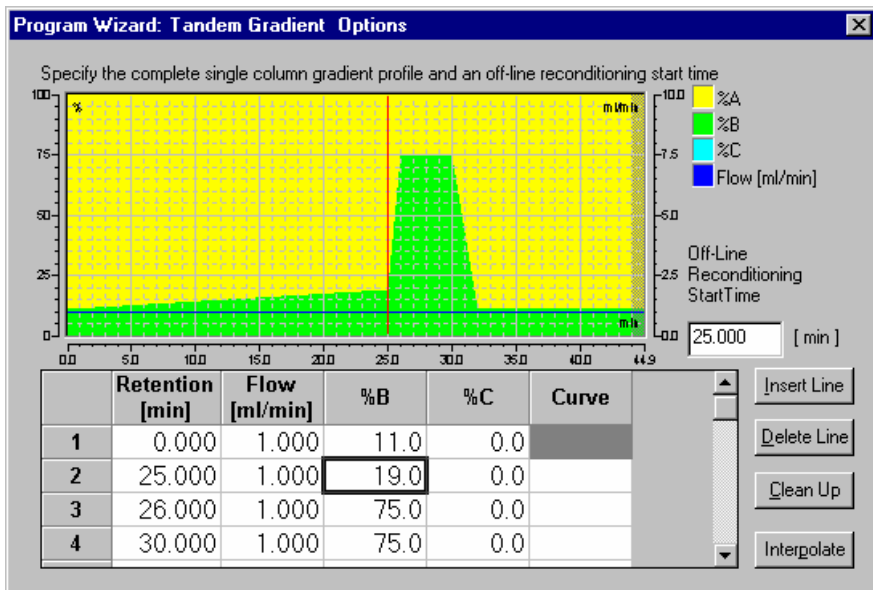 Program Wizard: Tandem Gradient Options
Specify the complete single column gradient profile and an off-line reconditioning start time
100
%
ml/min
10.0
%A
%B
%C
Flow [ml/min]
75
7.5
50
5.0
25
2.5
0
0.0
min
0.0 5.0 10.0 15.0 20.0 25.0 30.0 35.0 40.0 44.9
Off-Line
Reconditioning
StartTime
25.000 [ min ]
Retention [min] Flow [ml/min] %B %C Curve
1 0.000 1.000 11.0 0.0
2 25.000 1.000 19.0 0.0
3 26.000 1.000 75.0 0.0
4 30.000 1.000 75.0 0.0
Insert Line
Delete Line
Clean Up
Interpolate